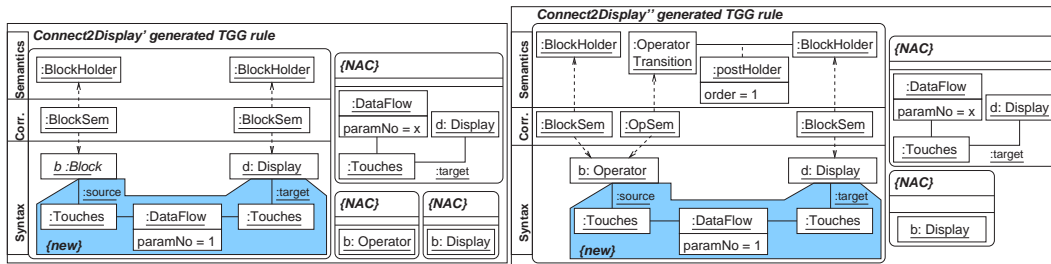 Connect2Display' generated TGG rule
Semantics
:BlockHolder
:BlockHolder
Corr.
:BlockSem
:BlockSem
Syntax
b :Block
d: Display
:source
:target
:Touches
:DataFlow
:Touches
paramNo = 1
{new}
{NAC}
:DataFlow
paramNo = x
d: Display
:Touches
:target
{NAC}
b: Operator
{NAC}
b: Display
Connect2Display'' generated TGG rule
Semantics
:BlockHolder
:Operator
Transition
:BlockHolder
:postHolder
order = 1
Corr.
:BlockSem
:OpSem
:BlockSem
Syntax
b: Operator
d: Display
:source
:target
:Touches
:DataFlow
:Touches
paramNo = 1
{new}
{NAC}
:DataFlow
paramNo = x
d: Display
:Touches
:target
{NAC}
b: Display